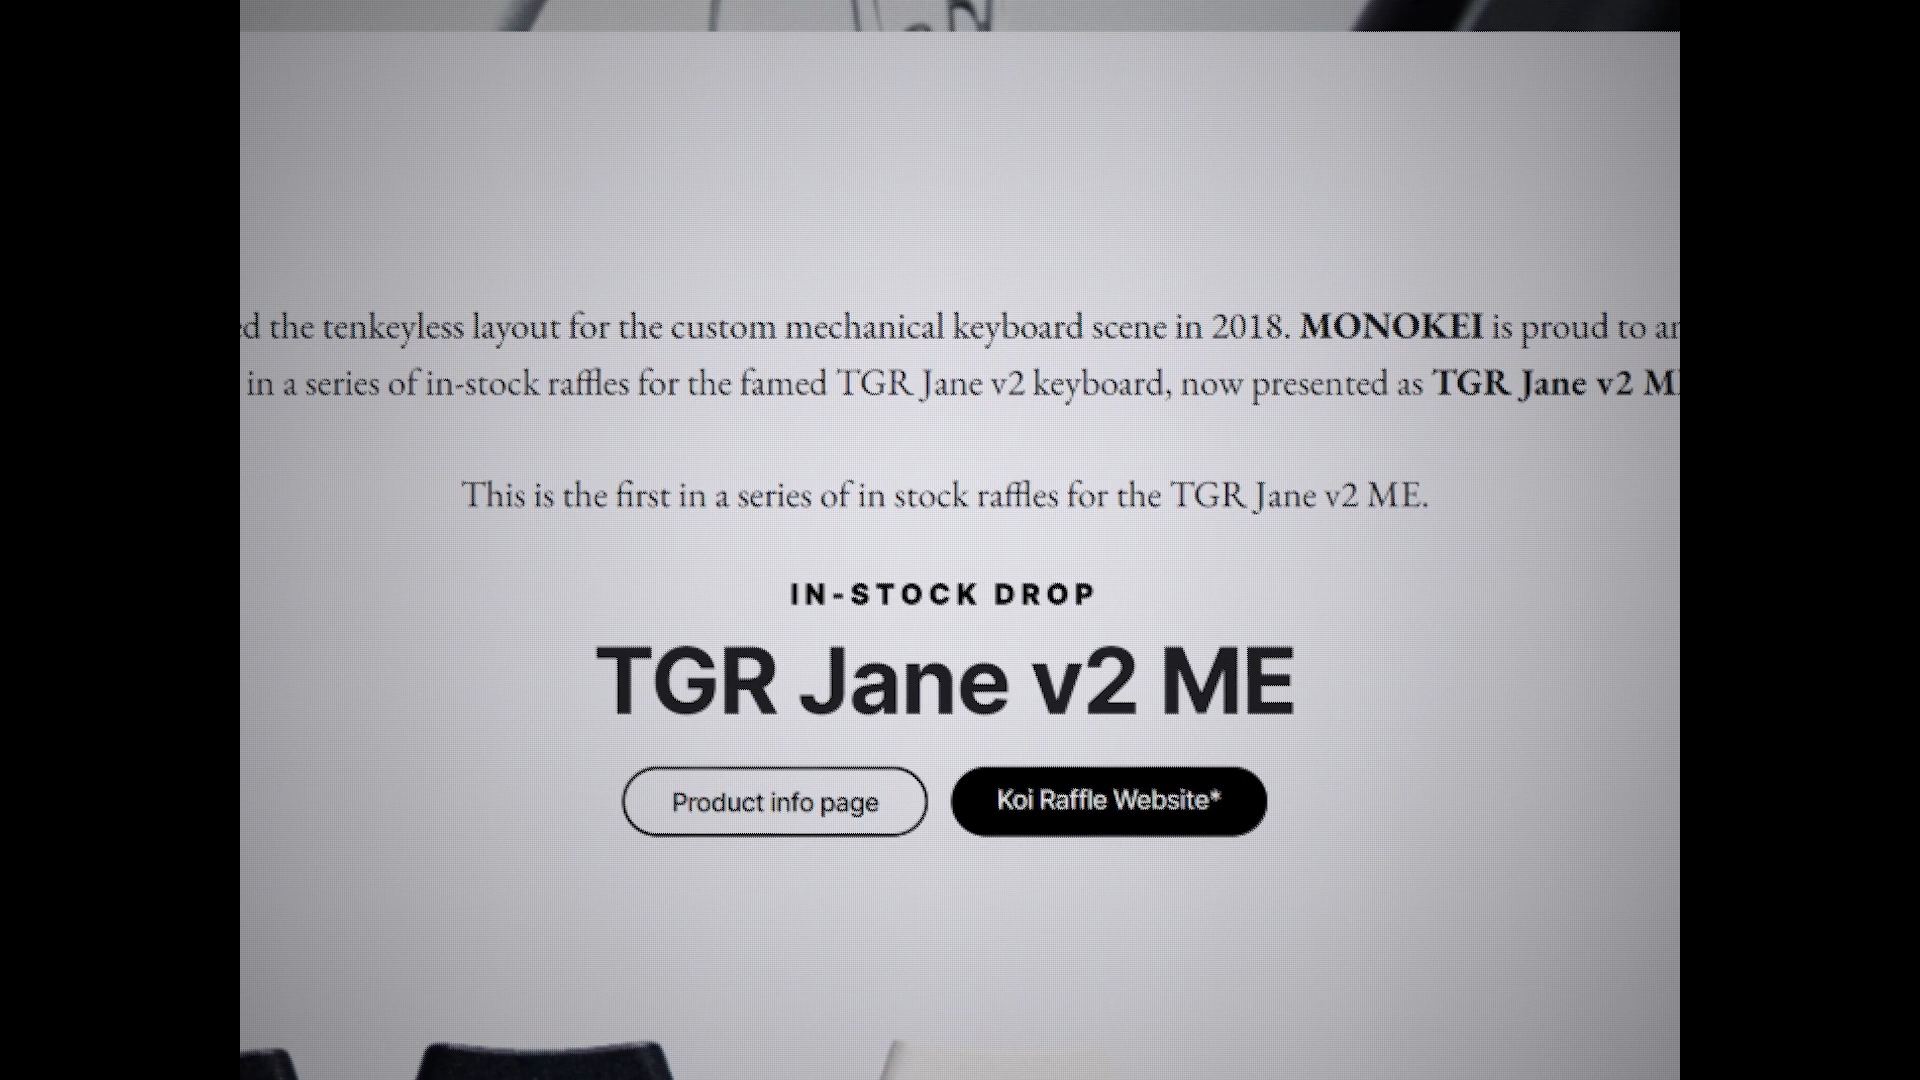 the tenkeyless layout for the custom mechanical keyboard scene in 2018. MONOKEI is proud to
in a series of in-stock raffles for the famed TGR Jane v2 keyboard, now presented as TGR Jane v2
This is the first in a series of in stock raffles for the TGR Jane v2 ME.
IN-STOCK DROP
TGR Jane v2 ME
Product info page
Koi Raffle Website*